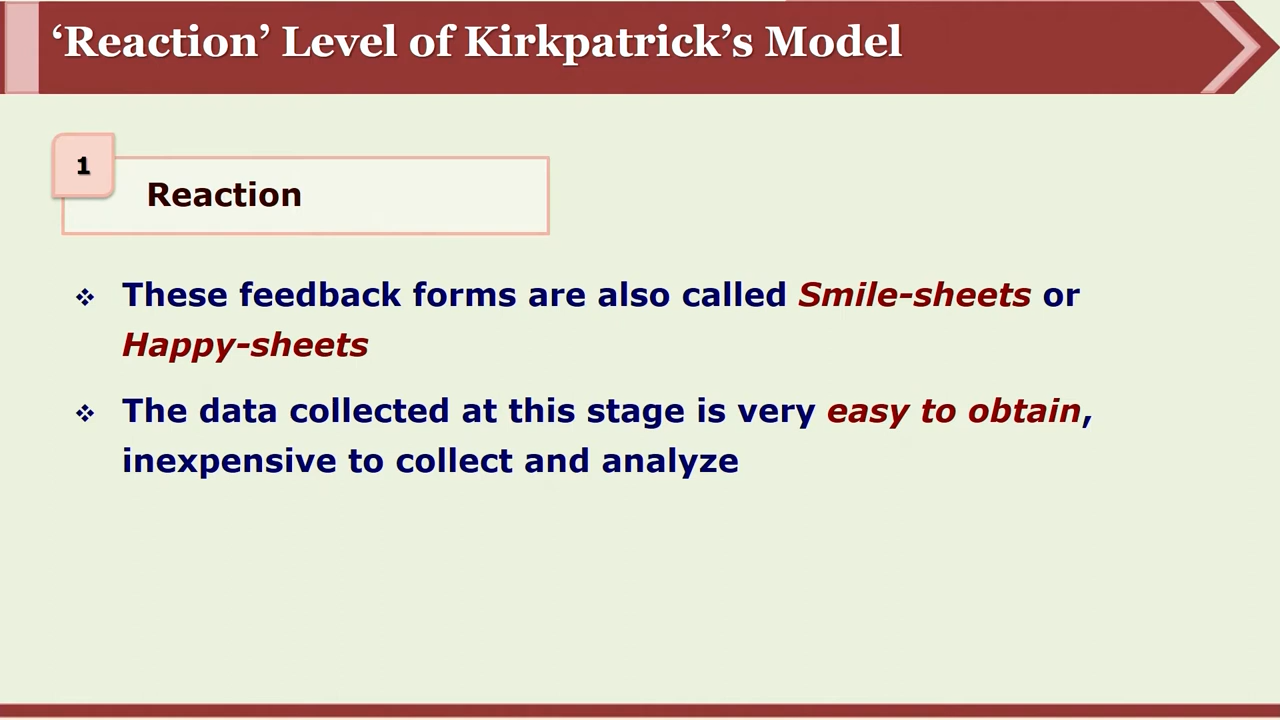 ‘Reaction’ Level of Kirkpatrick’s Model
1
Reaction
❖ These feedback forms are also called Smile-sheets or
Happy-sheets
❖ The data collected at this stage is very easy to obtain,
inexpensive to collect and analyze